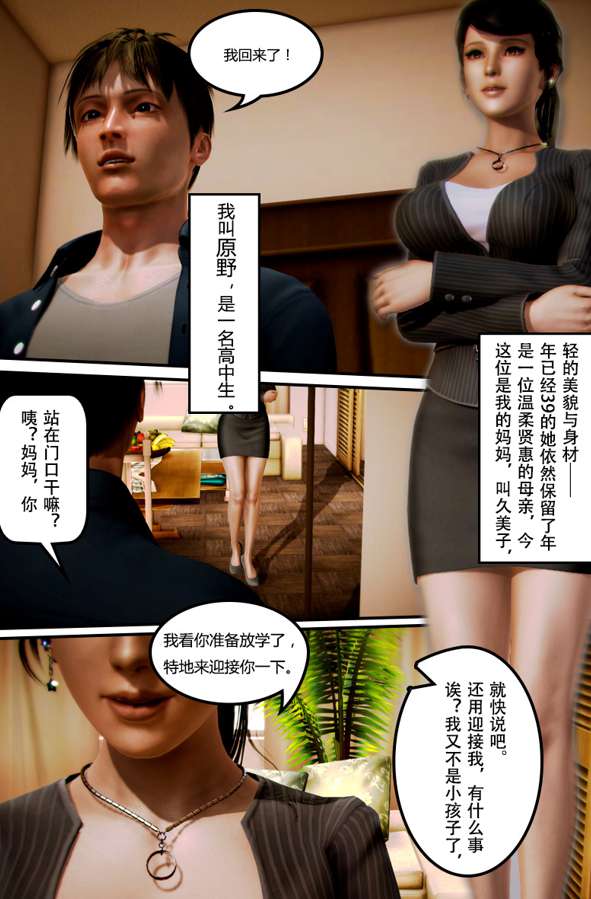 我回来了！
我叫原野，是一名高中生。
这位是我的妈妈，叫久美子，
是一位温柔贤惠的母亲，今
年已经39的她依然保留了年
轻的美貌与身材——
咦？妈妈，你
站在门口干嘛？
我看你准备放学了，
特地来迎接你一下。
诶？我又不是小孩子了，
还用迎接我，有什么事
就快说吧。